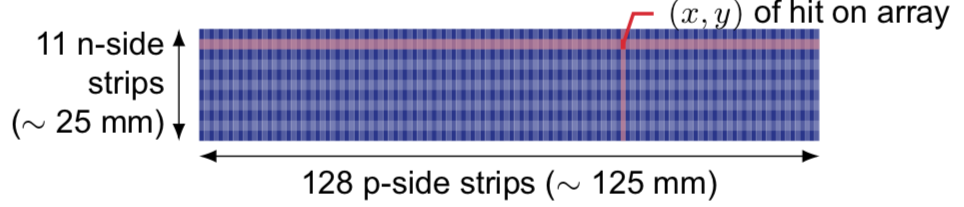 (x, y) of hit on array
11 n-side
strips
(∼ 25 mm)
128 p-side strips (∼ 125 mm)